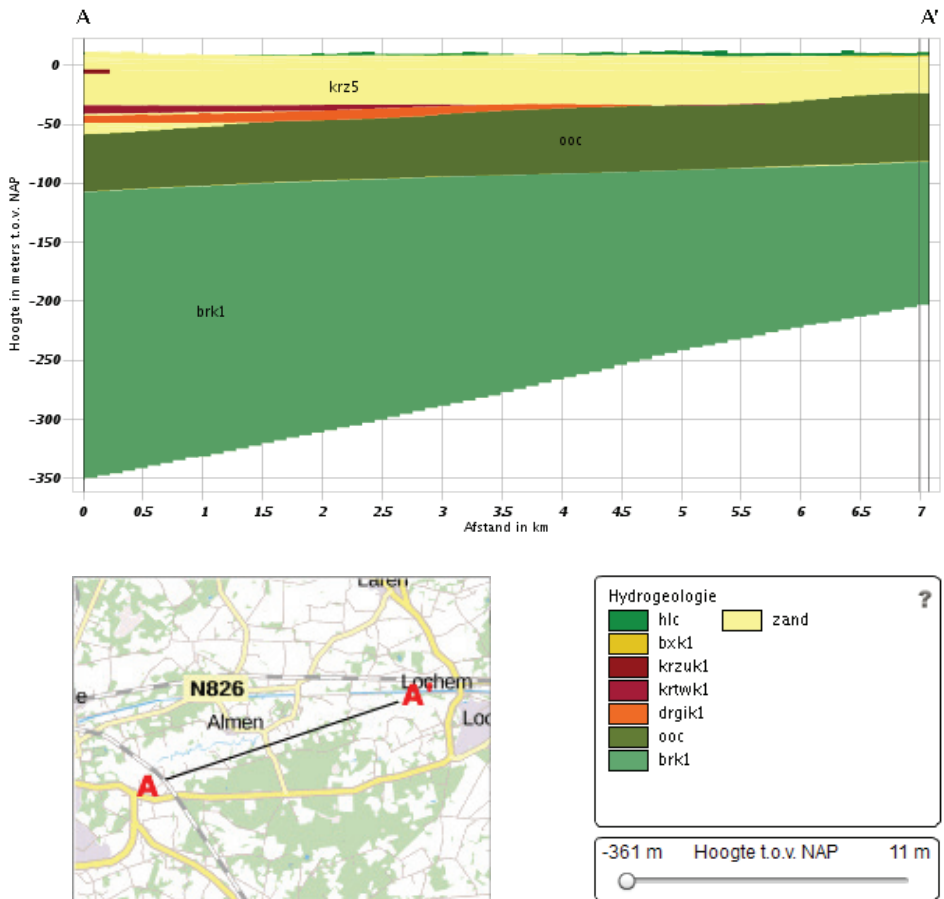 A A'
0
-50
-100
-150
-200
-250
-300
-350
Hoogte in meters t.o.v. NAP
krz5
ooc
brk1
0 0.5 1 1.5 2 2.5 3 3.5 4 4.5 5 5.5 6 6.5 7
Afstand in km
Laren
N826
Lochem
A'
e
Almen
Loc
A
Hydrogeologie ?
hlc zand
bxk1
krzuk1
krtwk1
drgik1
ooc
brk1
-361 m Hoogte t.o.v. NAP 11 m